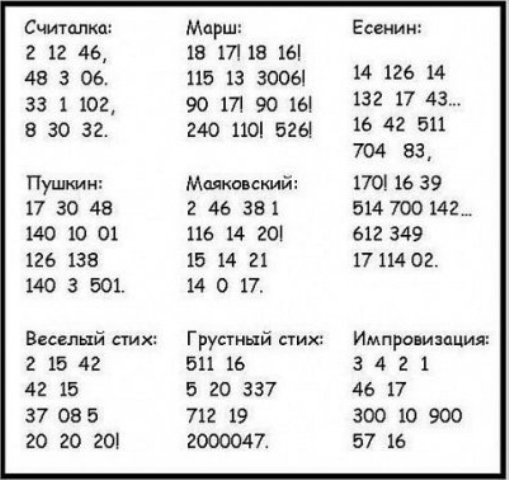 Считалка:
2 12 46,
48 3 06.
33 1 102,
8 30 32.
Марш:
18 17! 18 16!
115 13 3006!
90 17! 90 16!
240 110! 526!
Есенин:
14 126 14
132 17 43...
16 42 511
704 83,
170! 16 39
514 700 142...
612 349
17 114 02.
Пушкин:
17 30 48
140 10 01
126 138
140 3 501.
Маяковский:
2 46 38 1
116 14 20!
15 14 21
14 0 17.
Веселый стих:
2 15 42
42 15
37 08 5
20 20 20!
Грустный стих:
511 16
5 20 337
712 19
2000047.
Импровизация:
3 4 2 1
46 17
300 10 900
57 16